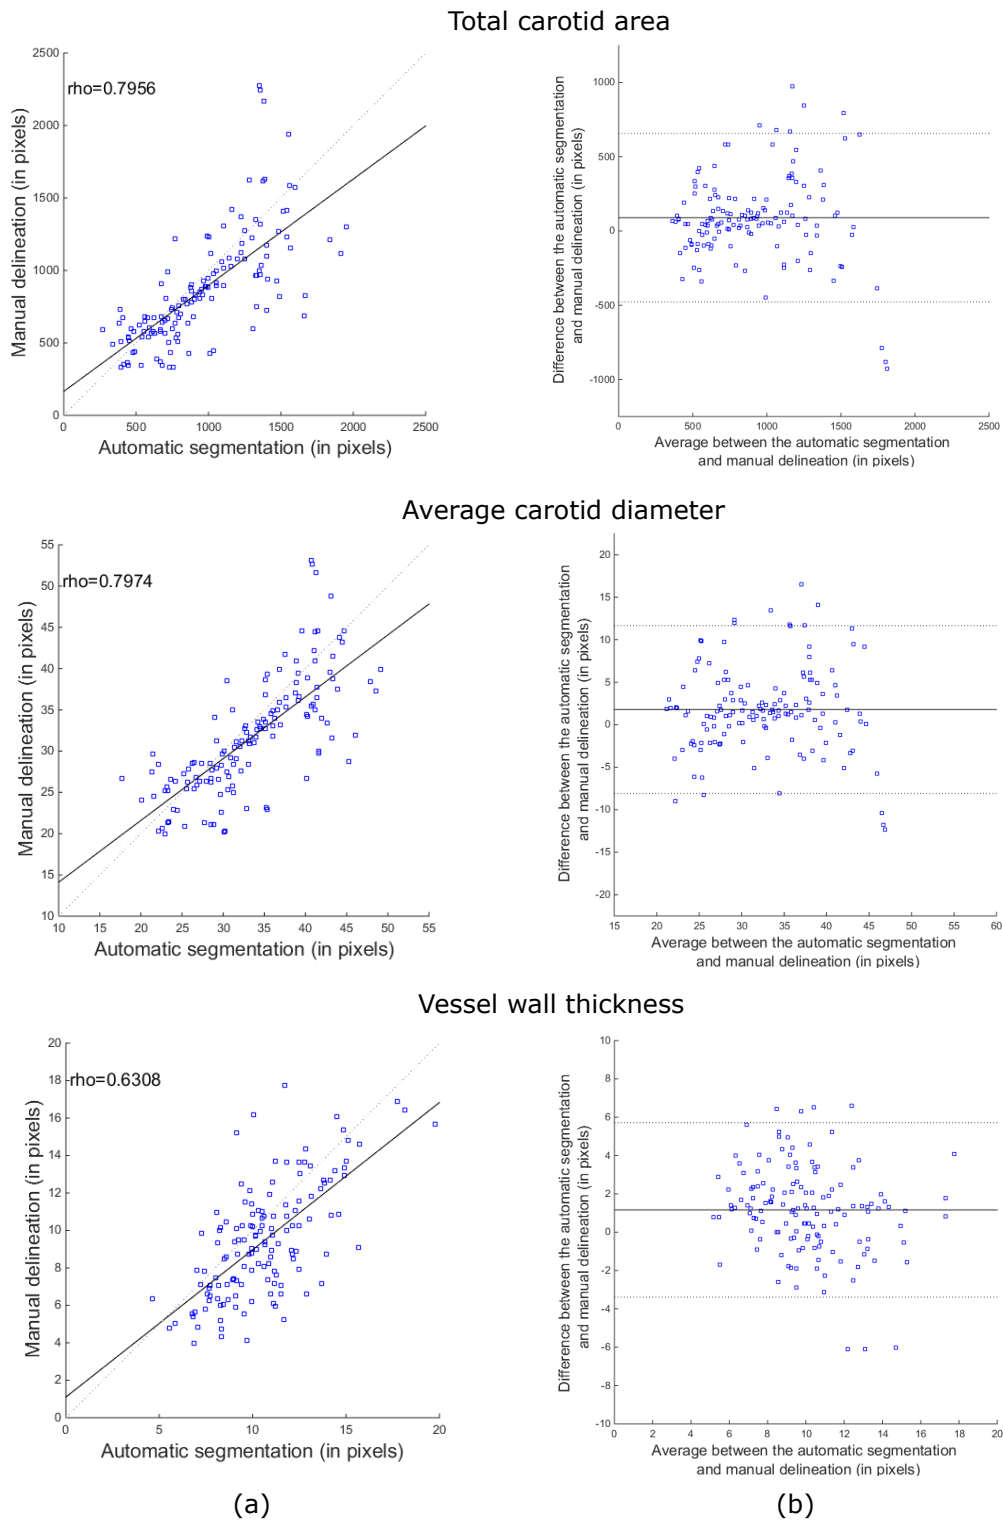 Total carotid area
2500
2000
1500
1000
500
0
rho=0.7956
Manual delineation (in pixels)
0 500 1000 1500 2000 2500
Automatic segmentation (in pixels)
1000
500
0
-500
-1000
Difference between the automatic segmentation
and manual delineation (in pixels)
0 500 1000 1500 2000 2500
Average between the automatic segmentation
and manual delineation (in pixels)
Average carotid diameter
55
50
45
40
35
30
25
20
15
10
rho=0.7974
Manual delineation (in pixels)
10 15 20 25 30 35 40 45 50 55
Automatic segmentation (in pixels)
20
15
10
5
0
-5
-10
-15
-20
Difference between the automatic segmentation
and manual delineation (in pixels)
15 20 25 30 35 40 45 50 55 60
Average between the automatic segmentation
and manual delineation (in pixels)
Vessel wall thickness
20
18
16
14
12
10
8
6
4
2
0
rho=0.6308
Manual delineation (in pixels)
0 5 10 15 20
Automatic segmentation (in pixels)
10
8
6
4
2
0
-2
-4
-6
-8
-10
Difference between the automatic segmentation
and manual delineation (in pixels)
0 2 4 6 8 10 12 14 16 18 20
Average between the automatic segmentation
and manual delineation (in pixels)
(a)
(b)